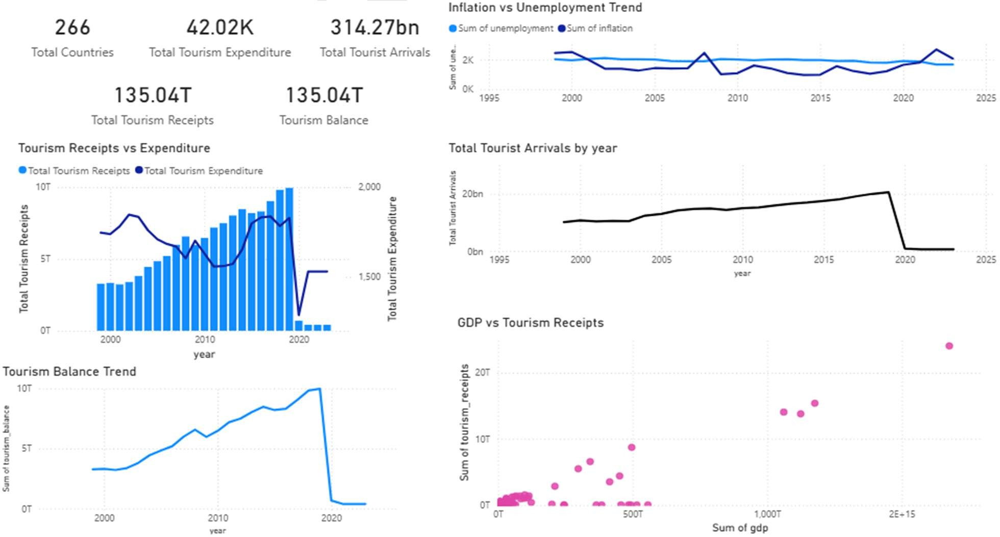 266
Total Countries
42.02K
Total Tourism Expenditure
314.27bn
Total Tourist Arrivals
135.04T
Total Tourism Receipts
135.04T
Tourism Balance
Inflation vs Unemployment Trend
Sum of unemployment Sum of inflation
Sum of une...
2K
0K
1995 2000 2005 2010 2015 2020 2025
Tourism Receipts vs Expenditure
Total Tourism Receipts Total Tourism Expenditure
Total Tourism Receipts
10T
5T
0T
2,000
1,500
Total Tourism Expenditure
2000 2010 2020
year
Total Tourist Arrivals by year
Total Tourist Arrivals
20bn
0bn
1995 2000 2005 2010 2015 2020 2025
year
Tourism Balance Trend
Sum of tourism_balance
10T
5T
0T
2000 2010 2020
year
GDP vs Tourism Receipts
Sum of tourism_receipts
20T
10T
0T
0T 500T 1,000T 2E+15
Sum of gdp